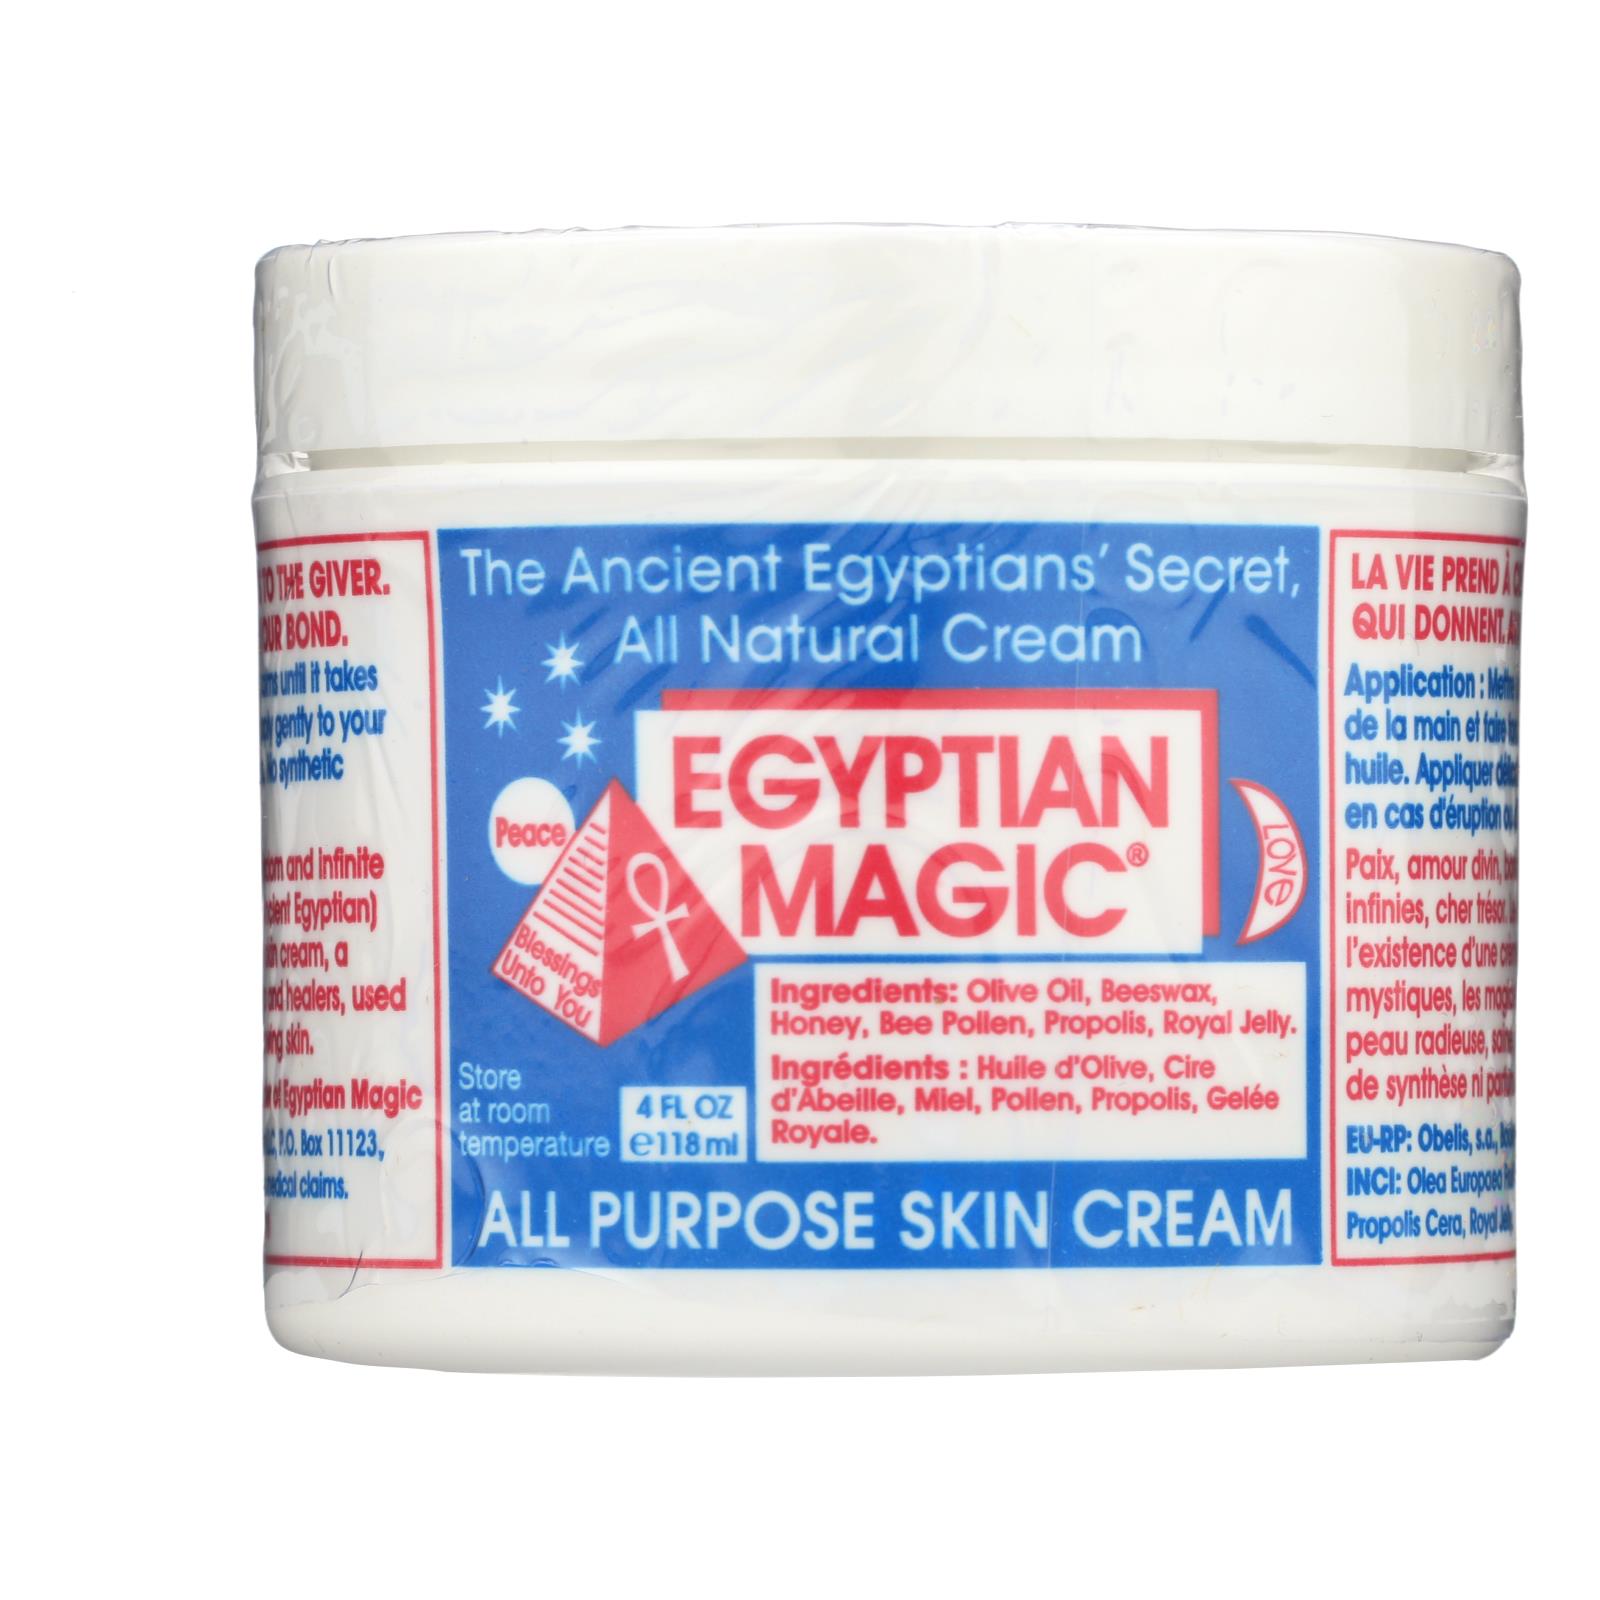 TO THE GIVER.
OUR BOND.
until it takes
gently to your
No synthetic
and infinite
Egyptian)
cream, a
and healers, used
skin.
of Egyptian Magic
P.O. Box 11123,
claims.
The Ancient Egyptians' Secret,
All Natural Cream
EGYPTIAN
MAGIC®
Peace
LOVE
Blessings
Unto You
Ingredients: Olive Oil, Beeswax,
Honey, Bee Pollen, Propolis, Royal Jelly.
Ingrédients : Huile d'Olive, Cire
d'Abeille, Miel, Pollen, Propolis, Gelée
Royale.
Store
at room
temperature
4 FL OZ
℮118 ml
ALL PURPOSE SKIN CREAM
LA VIE PREND À
QUI DONNENT.
Application :
de la main et faire
huile. Appliquer
en cas d'éruption
Paix, amour divin,
infinies, cher trésor.
l'existence d'une
mystiques, les
peau radieuse,
de synthèse ni
EU-RP: Obelis, s.a.,
INCI: Olea Europaea
Propolis Cera, Royal